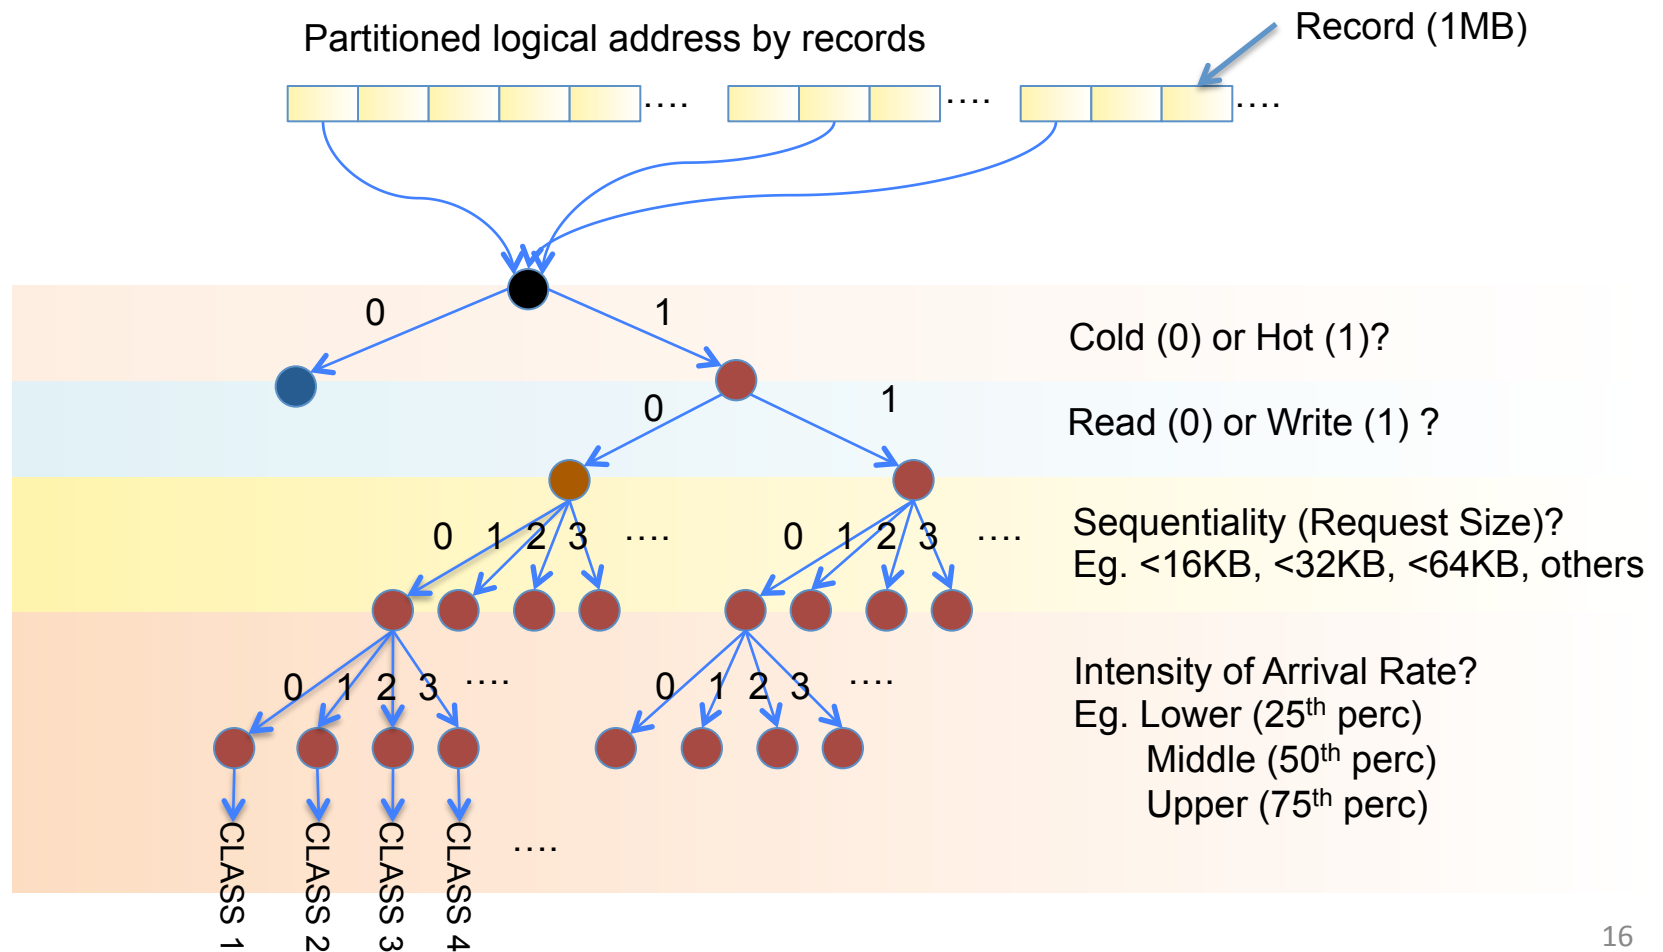 Partitioned logical address by records
Record (1MB)
....
....
....
0
1
Cold (0) or Hot (1)?
0
1
Read (0) or Write (1) ?
0 1 2 3 ....
0 1 2 3 ....
Sequentiality (Request Size)?
Eg. <16KB, <32KB, <64KB, others
0 1 2 3 ....
0 1 2 3 ....
Intensity of Arrival Rate?
Eg. Lower (25th perc)
Middle (50th perc)
Upper (75th perc)
CLASS 1
CLASS 2
CLASS 3
CLASS 4
....
16